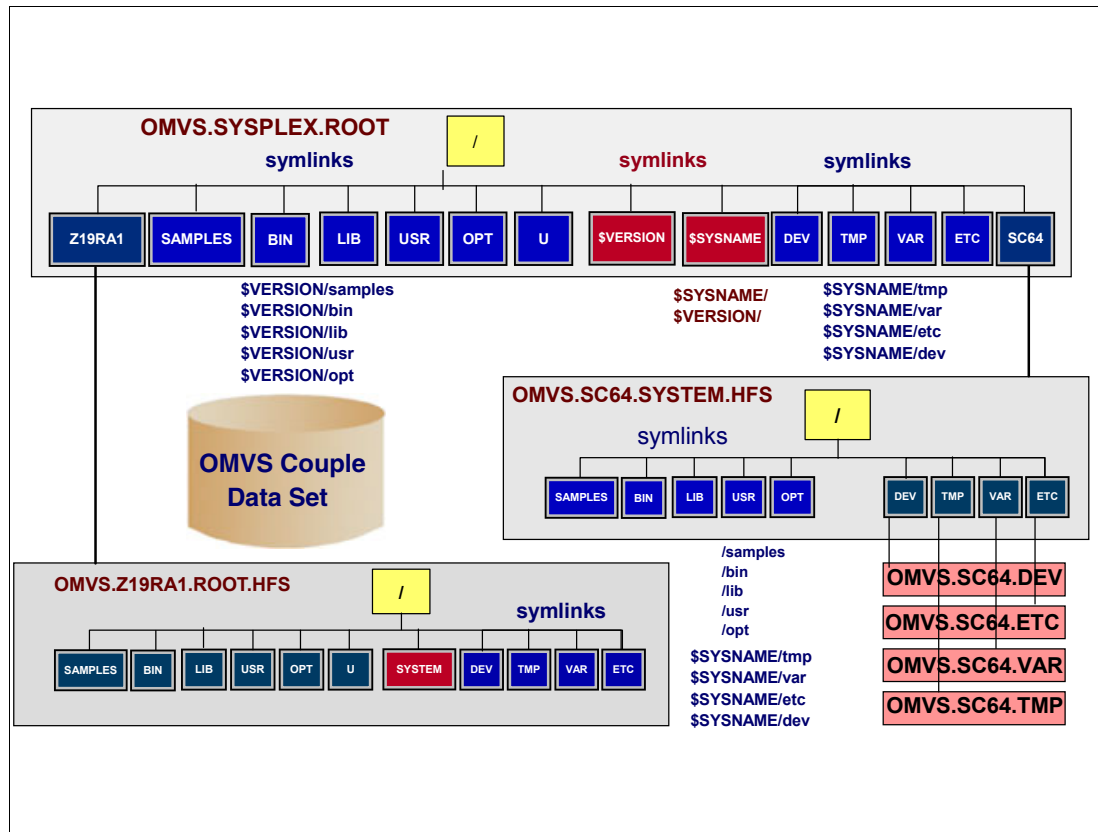 OMVS.SYSPLEX.ROOT
/
symlinks
symlinks
symlinks
Z19RA1
SAMPLES
BIN
LIB
USR
OPT
U
$VERSION
$SYSNAME
DEV
TMP
VAR
ETC
SC64
$VERSION/samples
$VERSION/bin
$VERSION/lib
$VERSION/usr
$VERSION/opt
$SYSNAME/
$VERSION/
$SYSNAME/tmp
$SYSNAME/var
$SYSNAME/etc
$SYSNAME/dev
OMVS Couple
Data Set
OMVS.SC64.SYSTEM.HFS
/
symlinks
SAMPLES
BIN
LIB
USR
OPT
DEV
TMP
VAR
ETC
/samples
/bin
/lib
/usr
/opt
$SYSNAME/tmp
$SYSNAME/var
$SYSNAME/etc
$SYSNAME/dev
OMVS.SC64.DEV
OMVS.SC64.ETC
OMVS.SC64.VAR
OMVS.SC64.TMP
OMVS.Z19RA1.ROOT.HFS
/
symlinks
SAMPLES
BIN
LIB
USR
OPT
U
SYSTEM
DEV
TMP
VAR
ETC